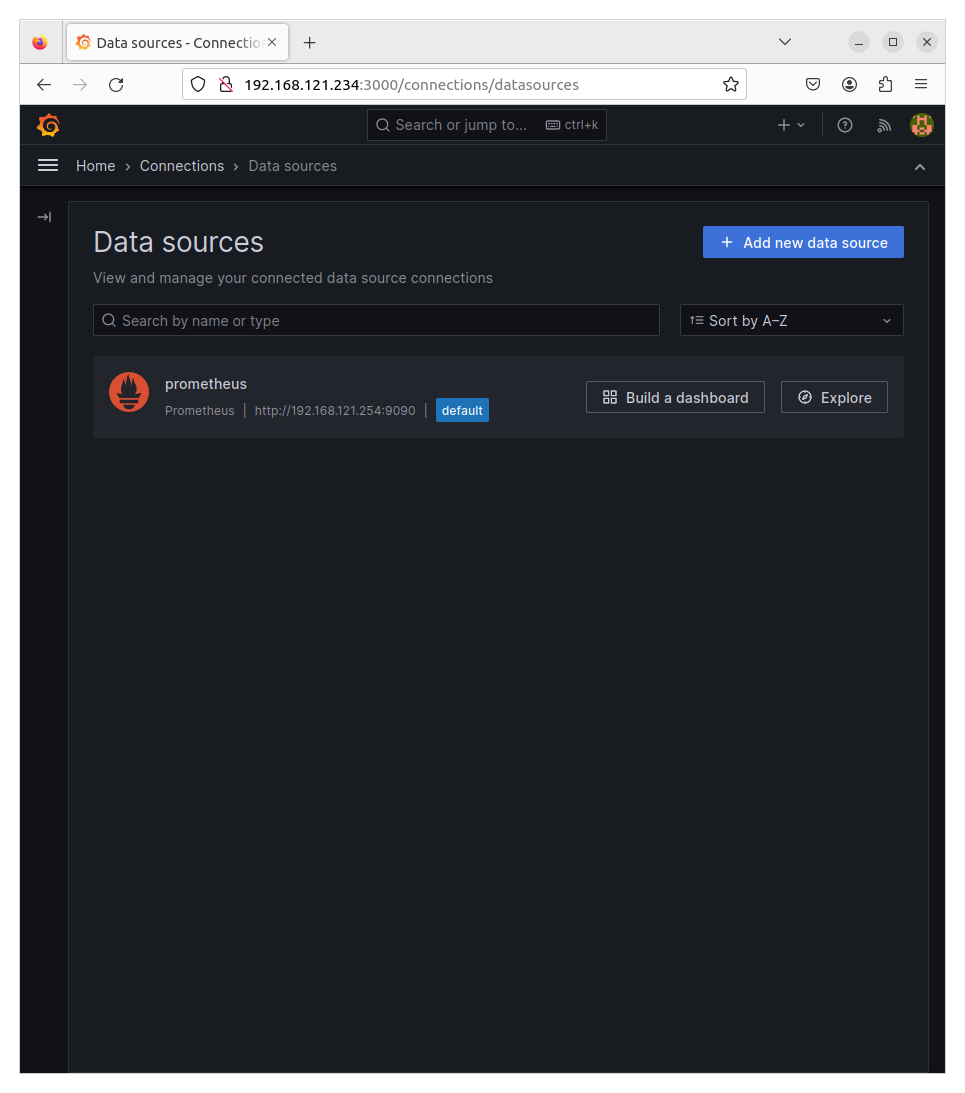 Data sources - Connectio
192.168.121.234:3000/connections/datasources
Search or jump to... ctrl+k
Home › Connections › Data sources
Data sources
+ Add new data source
View and manage your connected data source connections
Search by name or type
Sort by A–Z
prometheus
Prometheus | http://192.168.121.254:9090 | default
Build a dashboard
Explore